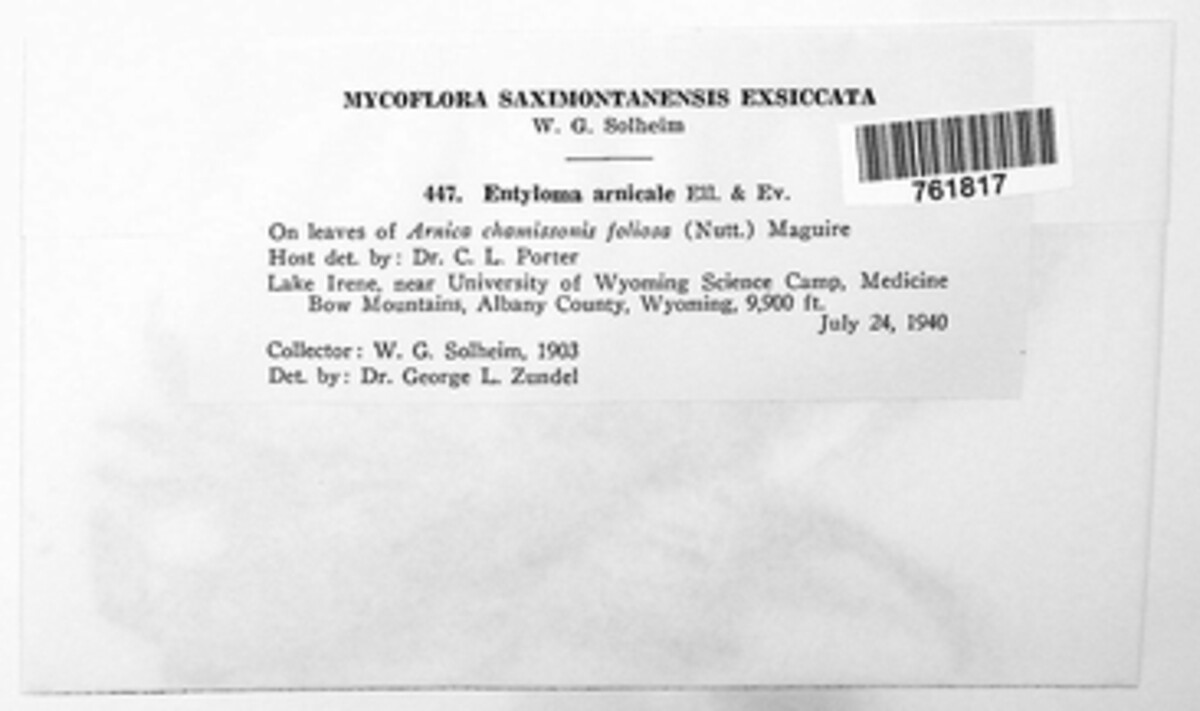 MYCOFLORA SAXIMONTANENSIS EXSICCATA
W. G. Solheim
761817
447. Entyloma arnicale Ell. & Ev.
On leaves of Arnica chamissonis foliosa (Nutt.) Maguire
Host det. by: Dr. C. L. Porter
Lake Irene, near University of Wyoming Science Camp, Medicine
Bow Mountains, Albany County, Wyoming, 9,900 ft.
July 24, 1940
Collector: W. G. Solheim, 1903
Det. by: Dr. George L. Zundel